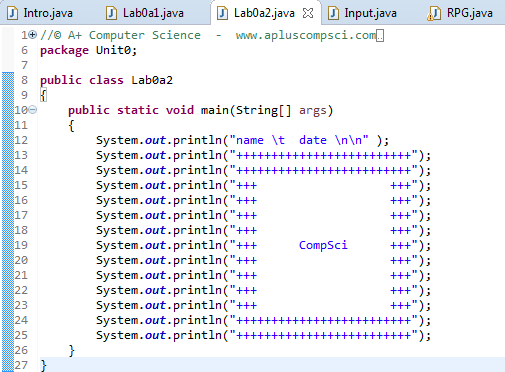 Intro.java Lab0a1.java Lab0a2.java Input.java RPG.java
1 //© A+ Computer Science  -  www.apluscompsci.com
6 package Unit0;
7
8 public class Lab0a2
9 {
10     public static void main(String[] args)
11     {
12         System.out.println("name \t  date \n\n" );
13         System.out.println("+++++++++++++++++++++++++");
14         System.out.println("+++++++++++++++++++++++++");
15         System.out.println("+++                   +++");
16         System.out.println("+++                   +++");
17         System.out.println("+++                   +++");
18         System.out.println("+++                   +++");
19         System.out.println("+++      CompSci      +++");
20         System.out.println("+++                   +++");
21         System.out.println("+++                   +++");
22         System.out.println("+++                   +++");
23         System.out.println("+++                   +++");
24         System.out.println("+++++++++++++++++++++++++");
25         System.out.println("+++++++++++++++++++++++++");
26     }
27 }